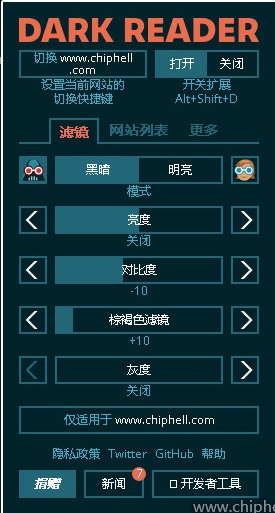 DARK READER
切换 www.chiphell
.com
打开 关闭
设置当前网站的
切换快捷键
开关扩展
Alt+Shift+D
滤镜 网站列表 更多
黑暗 明亮
模式
亮度
关闭
对比度
-10
棕褐色滤镜
+10
灰度
关闭
仅适用于 www.chiphell.com
隐私政策 Twitter GitHub 帮助
捐赠 新闻 7 开发者工具
www.chiphe